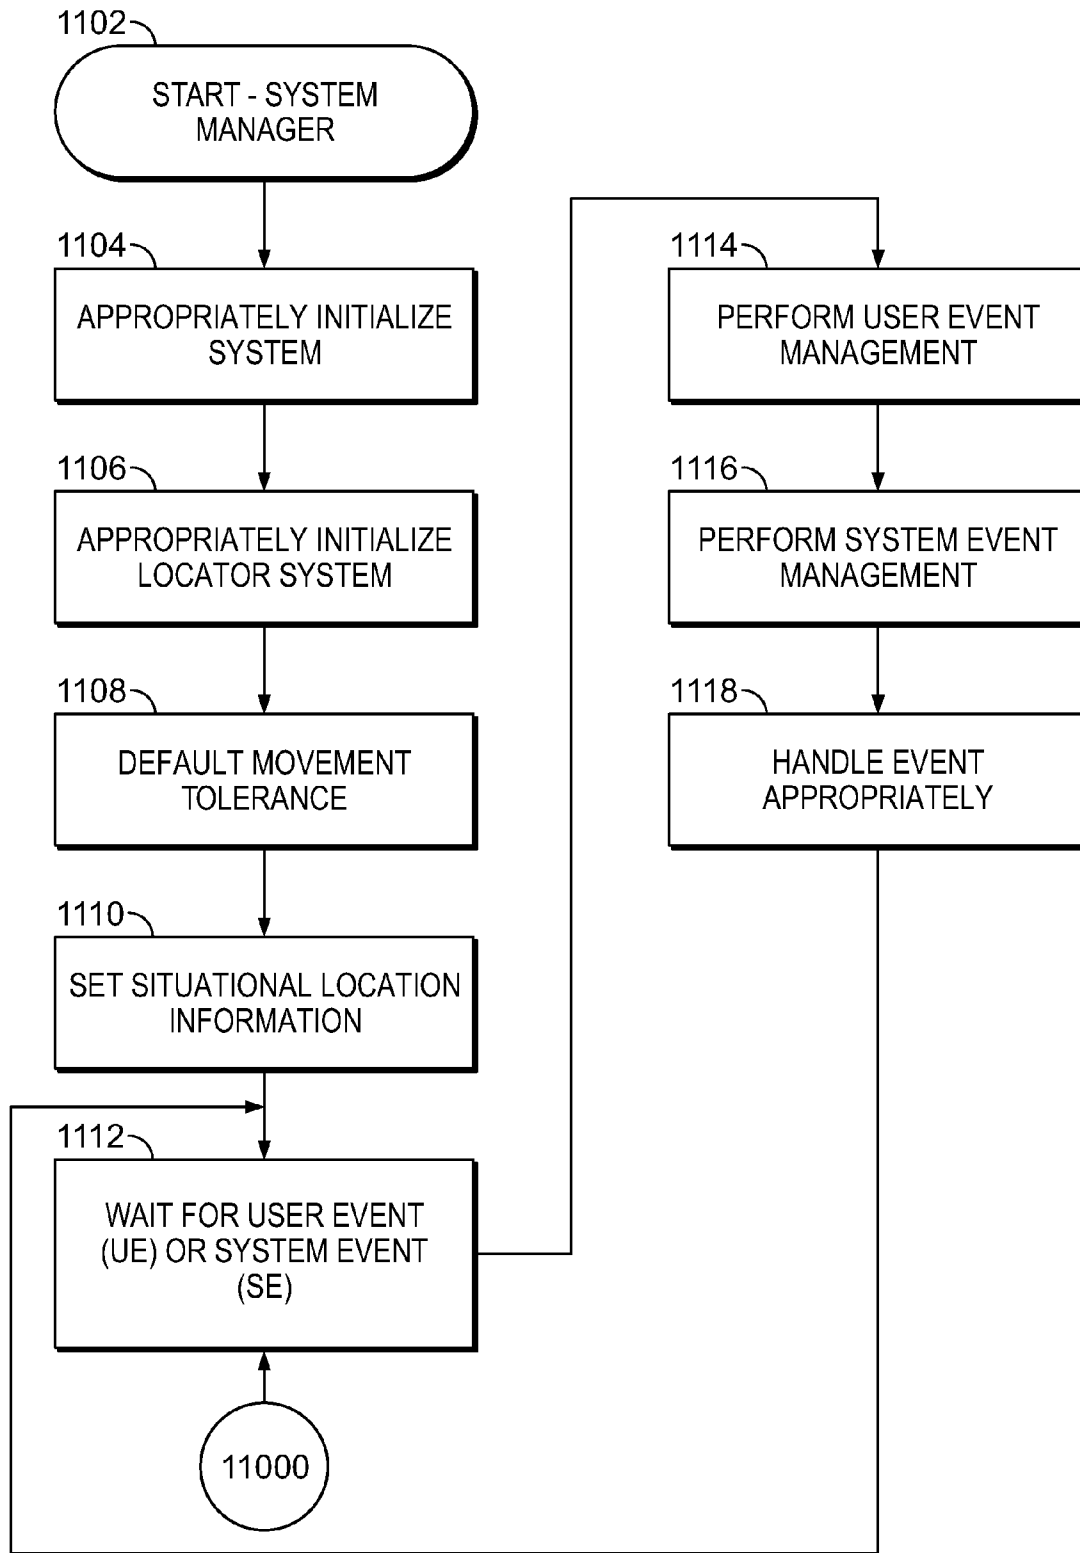 1102
START - SYSTEM
MANAGER
1104
APPROPRIATELY INITIALIZE
SYSTEM
1106
APPROPRIATELY INITIALIZE
LOCATOR SYSTEM
1108
DEFAULT MOVEMENT
TOLERANCE
1110
SET SITUATIONAL LOCATION
INFORMATION
1112
WAIT FOR USER EVENT
(UE) OR SYSTEM EVENT
(SE)
11000
1114
PERFORM USER EVENT
MANAGEMENT
1116
PERFORM SYSTEM EVENT
MANAGEMENT
1118
HANDLE EVENT
APPROPRIATELY